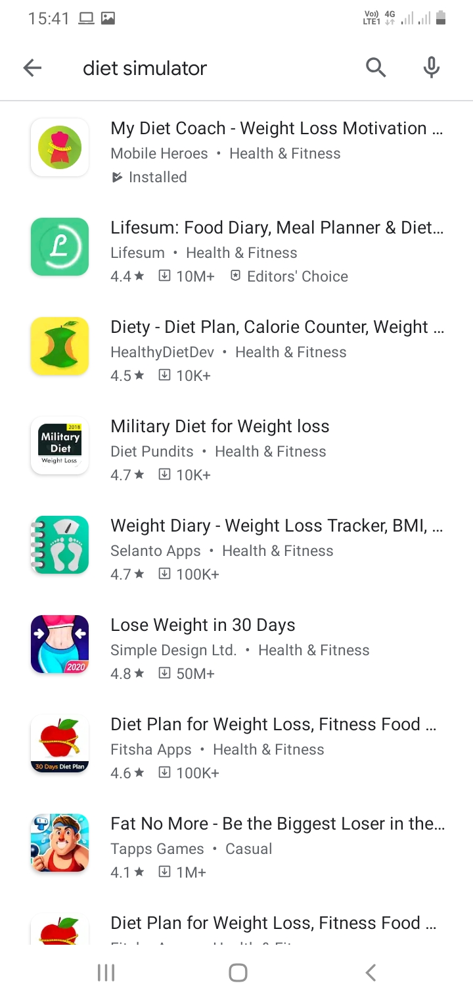 15:41
Vo)) 4G
LTE1
diet simulator
My Diet Coach - Weight Loss Motivation ...
Mobile Heroes • Health & Fitness
Installed
Lifesum: Food Diary, Meal Planner & Diet...
Lifesum • Health & Fitness
4.4★ 10M+ Editors' Choice
Diety - Diet Plan, Calorie Counter, Weight ...
HealthyDietDev • Health & Fitness
4.5★ 10K+
2018
Military
Diet
Weight Loss
Military Diet for Weight loss
Diet Pundits • Health & Fitness
4.7★ 10K+
Weight Diary - Weight Loss Tracker, BMI, ...
Selanto Apps • Health & Fitness
4.7★ 100K+
2020
Lose Weight in 30 Days
Simple Design Ltd. • Health & Fitness
4.8★ 50M+
30 Days Diet Plan
Diet Plan for Weight Loss, Fitness Food ...
Fitsha Apps • Health & Fitness
4.6★ 100K+
Fat No More - Be the Biggest Loser in the...
Tapps Games • Casual
4.1★ 1M+
Diet Plan for Weight Loss, Fitness Food ...